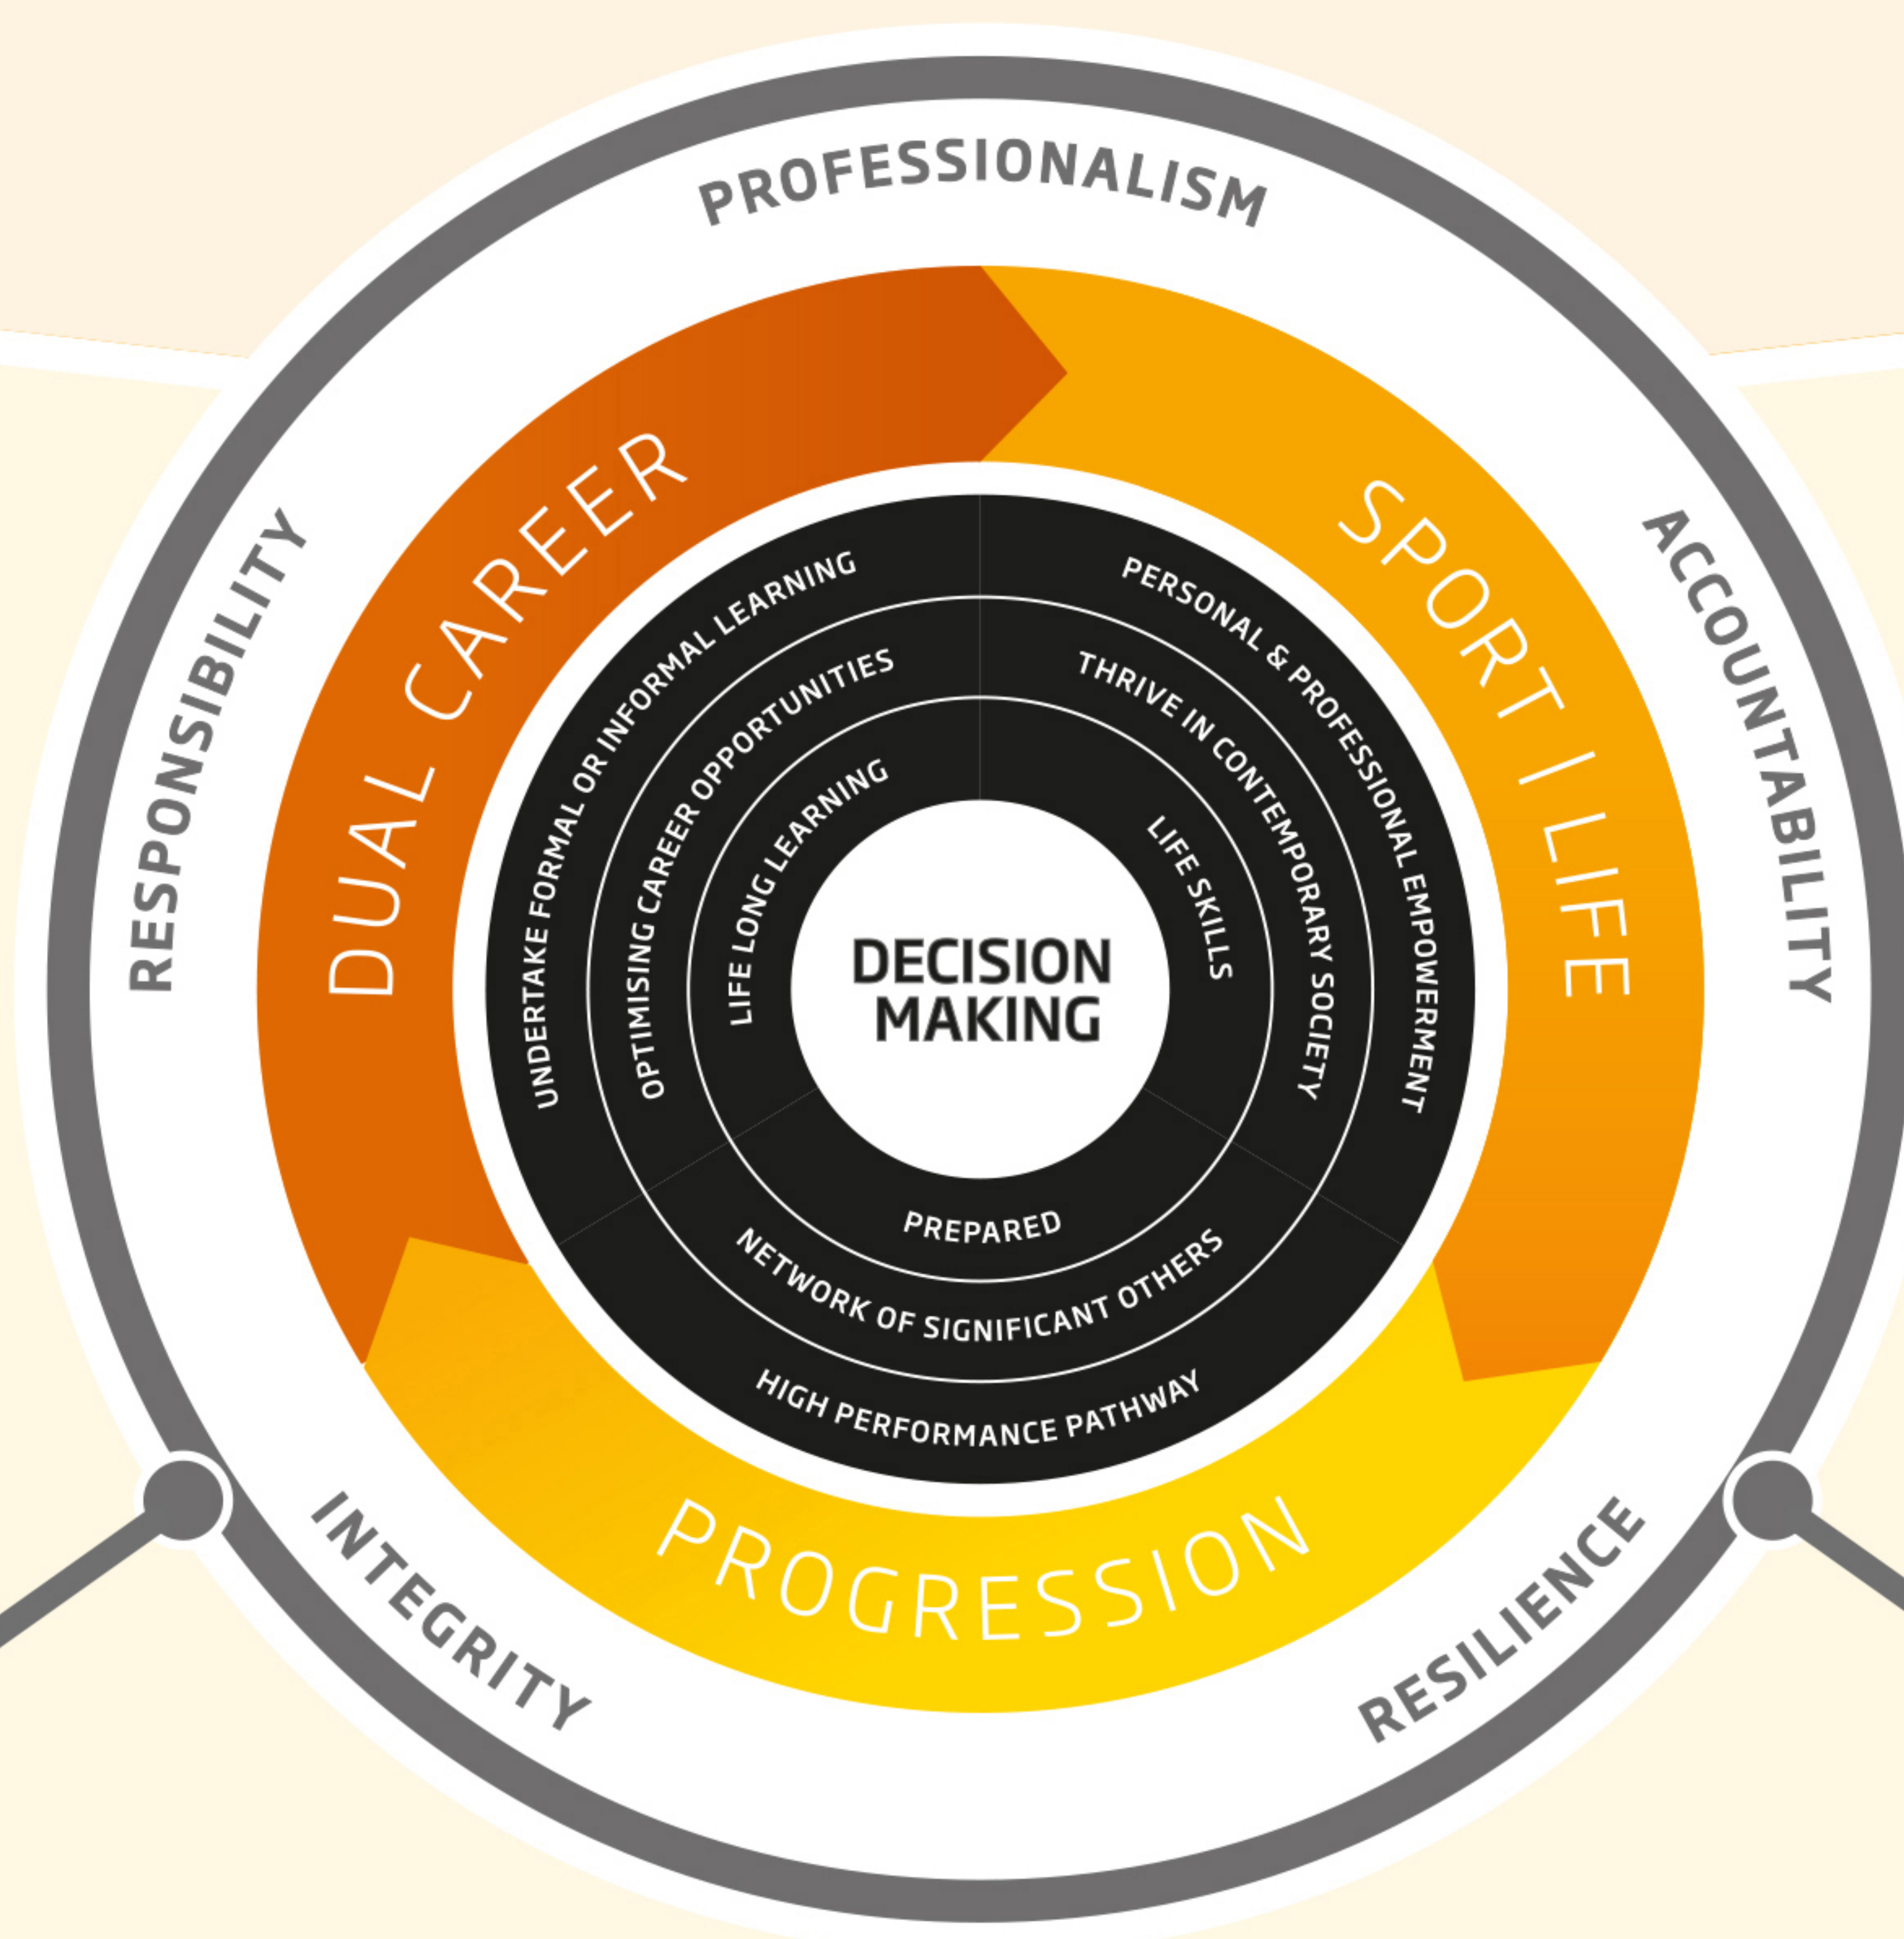 PROFESSIONALISM
ACCOUNTABILITY
RESILIENCE
INTEGRITY
RESPONSIBILITY
DUAL CAREER
SPORT I LIFE
PROGRESSION
UNDERTAKE FORMAL OR INFORMAL LEARNING
OPTIMISING CAREER OPPORTUNITIES
LIFE LONG LEARNING
PERSONAL & PROFESSIONAL EMPOWERMENT
THRIVE IN CONTEMPORARY SOCIETY
LIFE SKILLS
DECISION
MAKING
PREPARED
NETWORK OF SIGNIFICANT OTHERS
HIGH PERFORMANCE PATHWAY